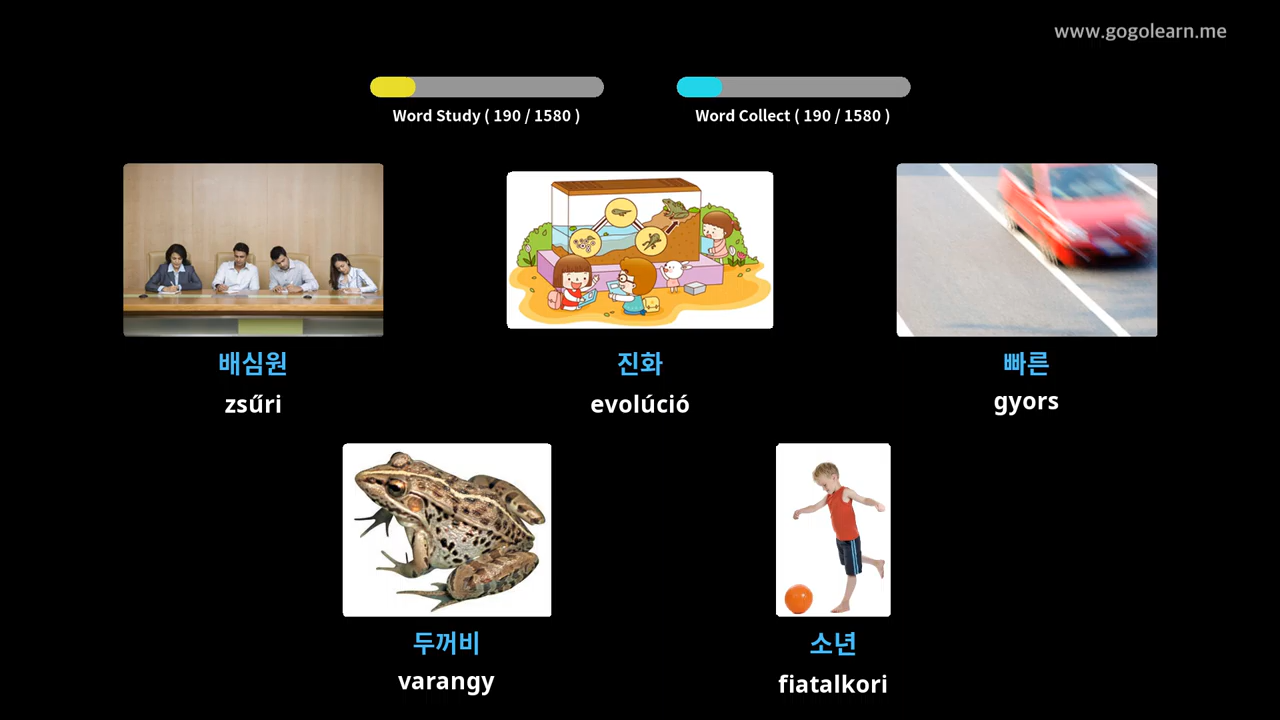 www.gogolearn.me
Word Study ( 190 / 1580 )
Word Collect ( 190 / 1580 )
배심원
진화
빠른
zsűri
evolúció
gyors
두꺼비
소년
varangy
fiatalkori